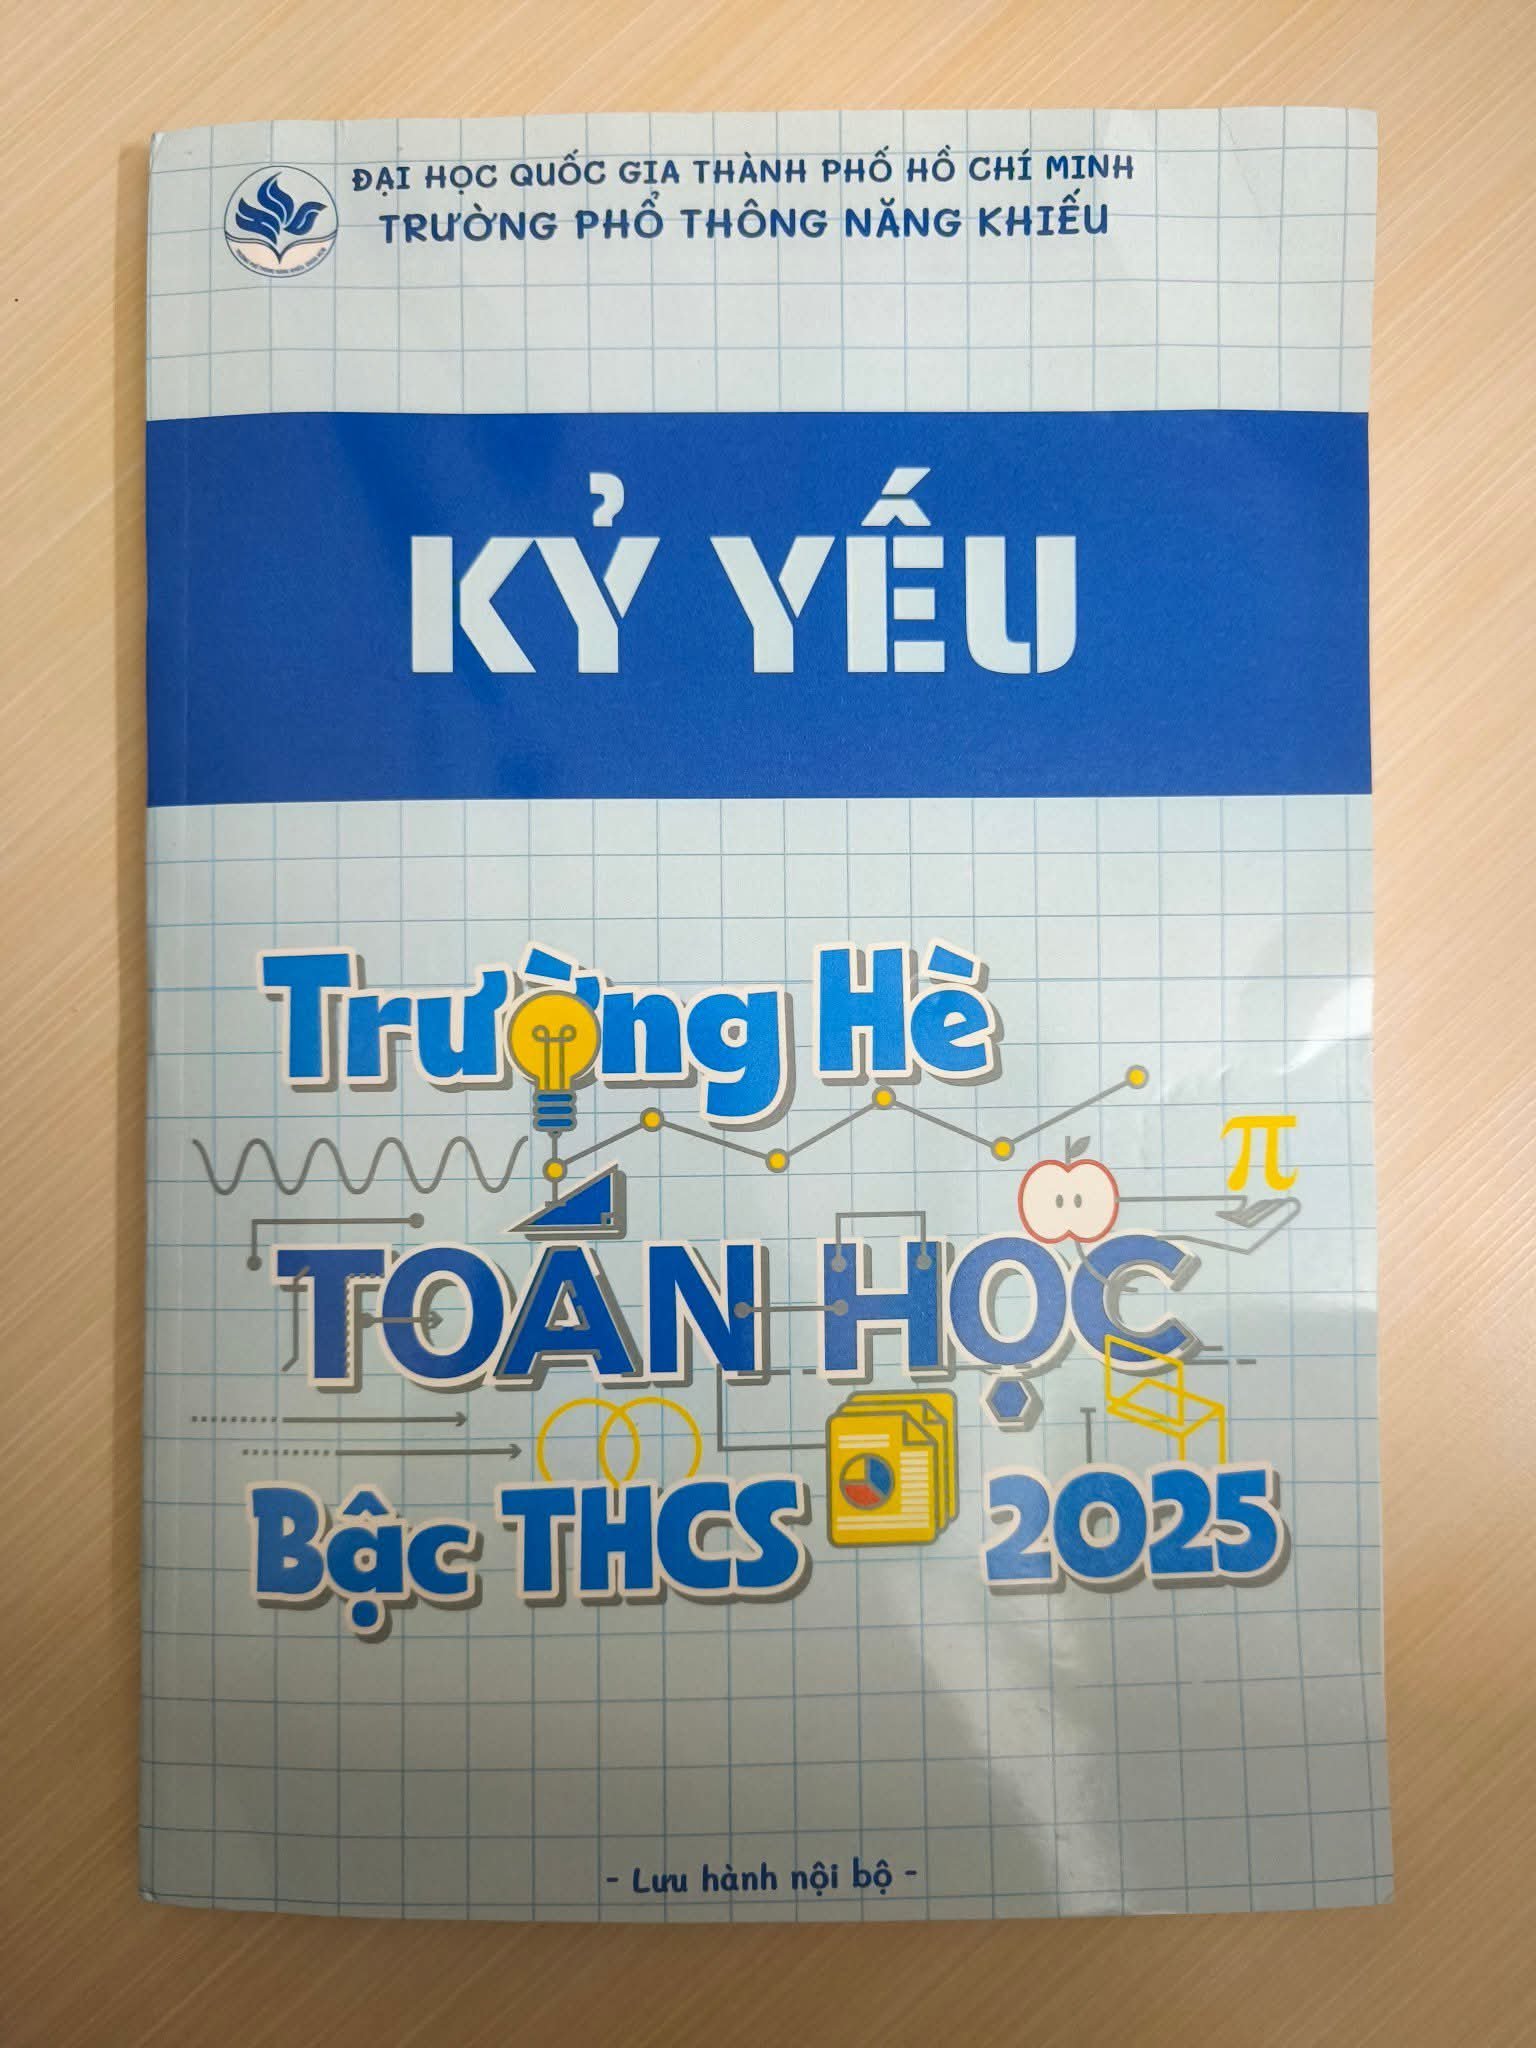 ĐẠI HỌC QUỐC GIA THÀNH PHỐ HỒ CHÍ MINH
TRƯỜNG PHỔ THÔNG NĂNG KHIẾU
KỶ YẾU
Trường Hè
π
TOÁN HỌC
Bậc THCS 2025
- Lưu hành nội bộ -